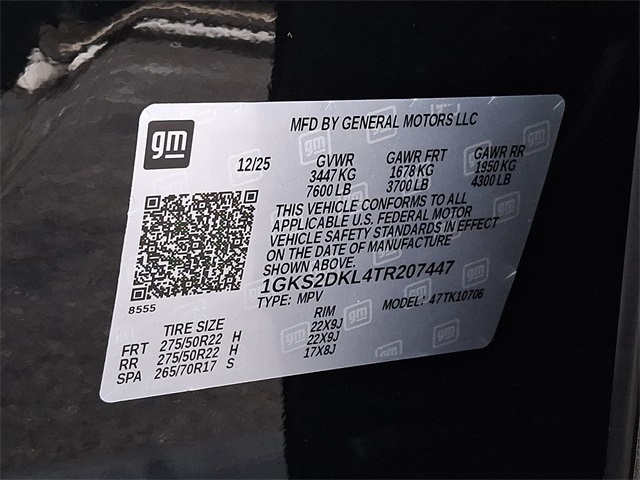 gm
MFD BY GENERAL MOTORS LLC
12/25 GVWR GAWR FRT GAWR RR
3447 KG 1678 KG 1950 KG
7600 LB 3700 LB 4300 LB
THIS VEHICLE CONFORMS TO ALL
APPLICABLE U.S. FEDERAL MOTOR
VEHICLE SAFETY STANDARDS IN EFFECT
ON THE DATE OF MANUFACTURE
SHOWN ABOVE.
1GKS2DKL4TR207447
8555
TYPE: MPV MODEL: 47TK10706
TIRE SIZE RIM
FRT 275/50R22 H 22X9J
RR 275/50R22 H 22X9J
SPA 265/70R17 S 17X8J